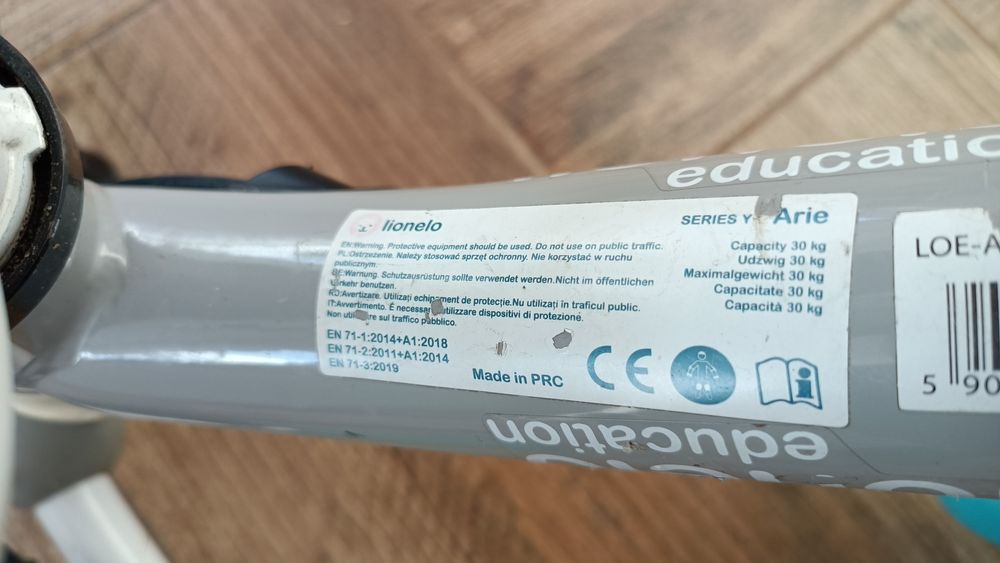 education
lionelo
SERIES Y- Arie
EN:Warning. Protective equipment should be used. Do not use on public traffic.
PL:Ostrzeżenie. Należy stosować sprzęt ochronny. Nie korzystać w ruchu
publicznym.
DE:Warnung. Schutzausrüstung sollte verwendet werden.Nicht im öffentlichen
Verkehr benutzen.
RO:Avertizare. Utilizați echipament de protecție.Nu utilizați în traficul public.
IT:Avvertimento. É necessar utilizzare dispositivi di protezione.
Non utilizzare sul traffico pubblico.
Capacity 30 kg
Udźwig 30 kg
Maximalgewicht 30 kg
Capacitate 30 kg
Capacità 30 kg
EN 71-1:2014+A1:2018
EN 71-2:2011+A1:2014
EN 71-3:2019
Made in PRC
CE
LOE-A
5 90
education